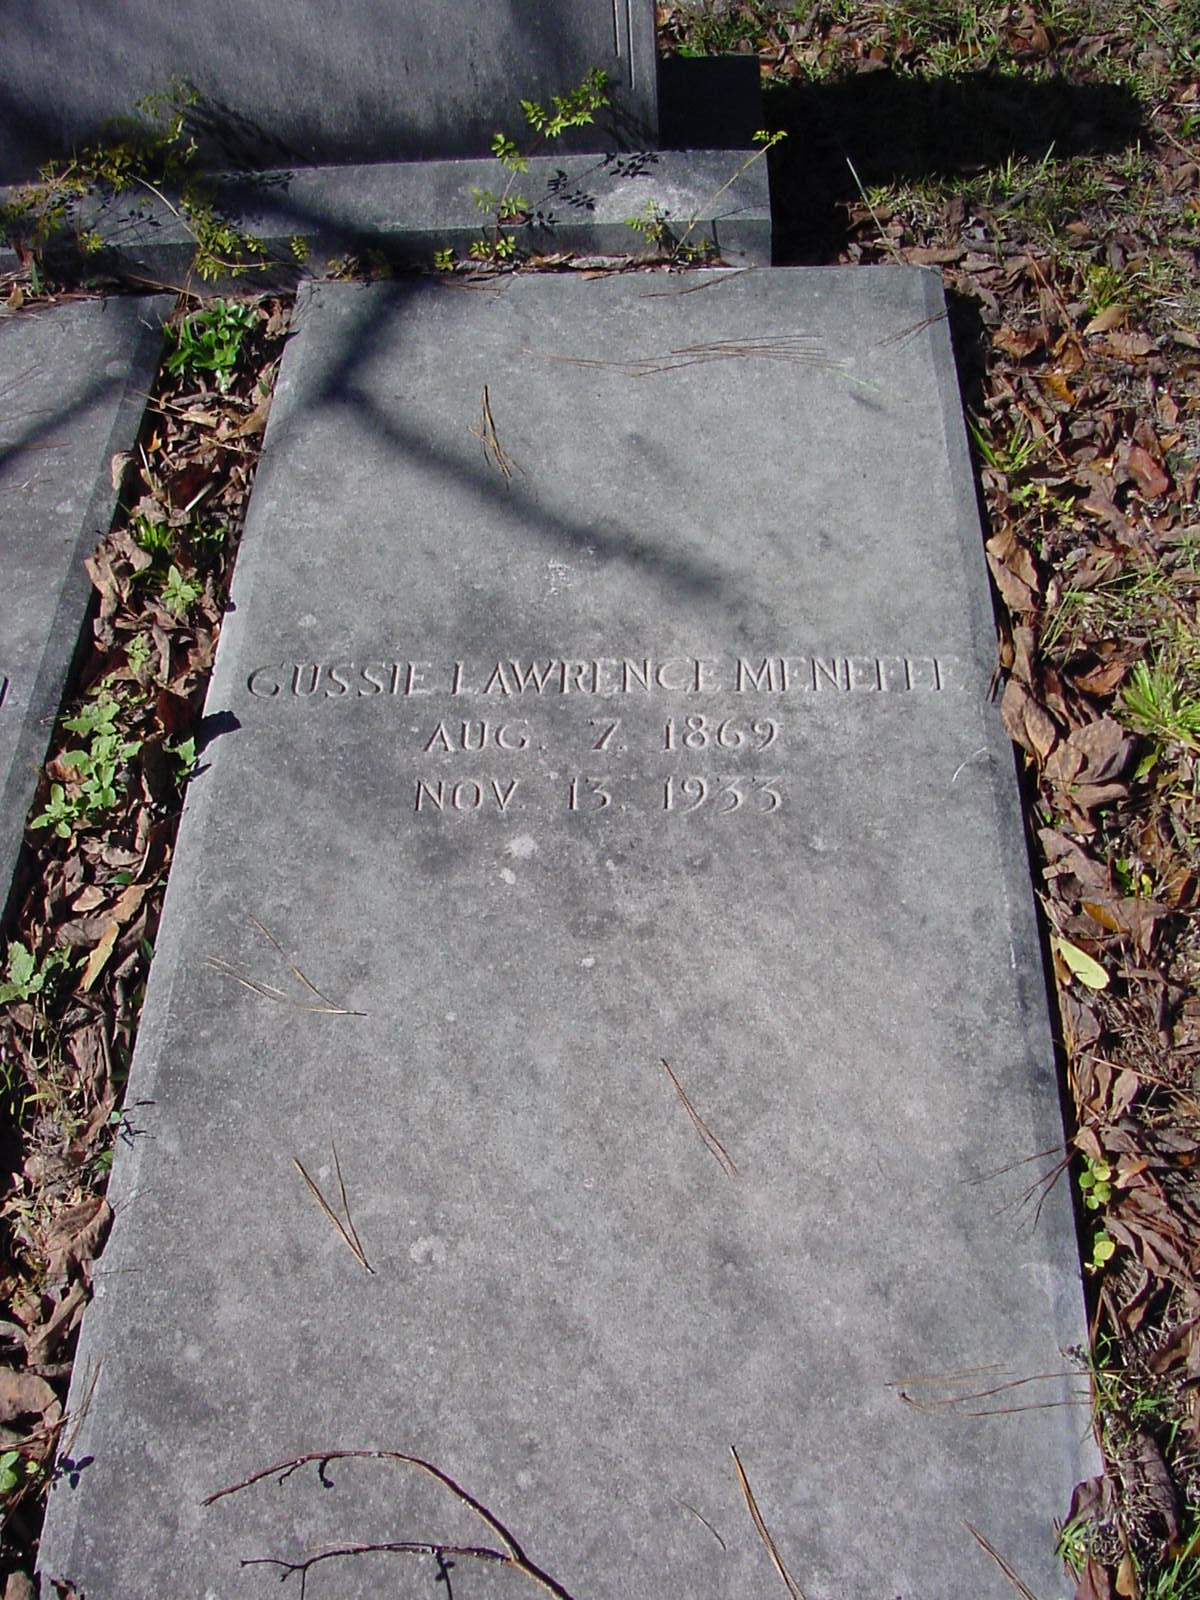 GUSSIE LAWRENCE MENEFEE
AUG. 7, 1869
NOV. 13, 1933